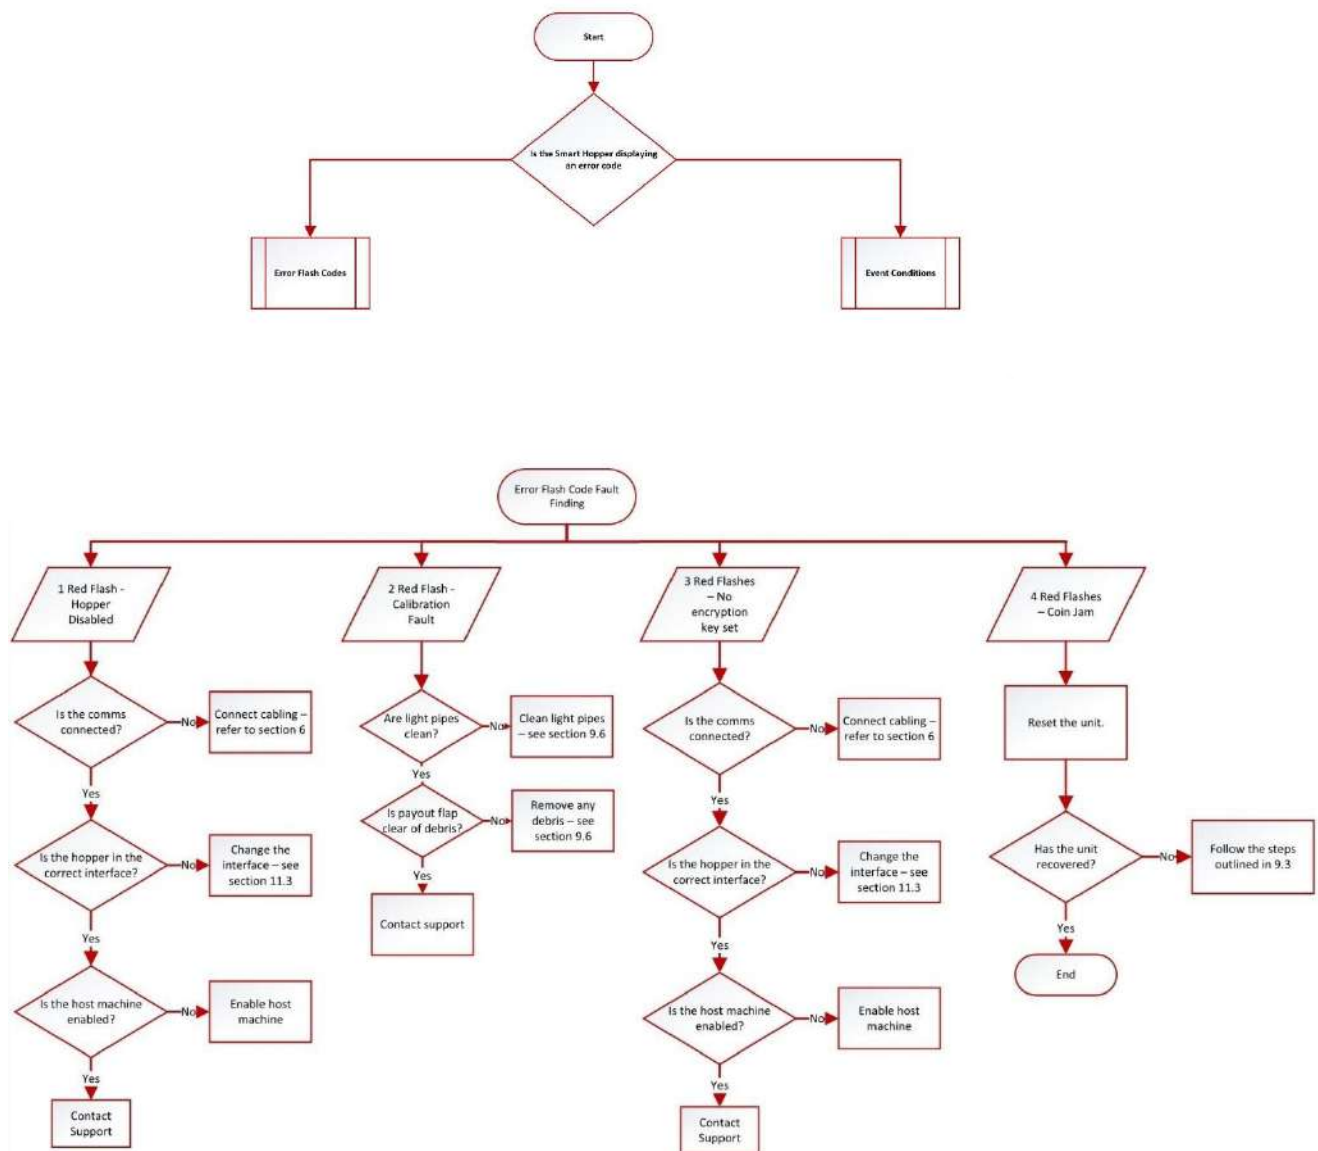 Start
Is the Smart Hopper displaying
an error code
Error Flash Codes
Event Conditions
Error Flash Code Fault
Finding
1 Red Flash -
Hopper
Disabled
2 Red Flash -
Calibration
Fault
3 Red Flashes
– No
encryption
key set
4 Red Flashes
– Coin Jam
Is the comms
connected?
No
Connect cabling –
refer to section 6
Yes
Is the hopper in the
correct interface?
No
Change the
interface – see
section 11.3
Yes
Is the host machine
enabled?
No
Enable host
machine
Yes
Contact
Support
Are light pipes
clean?
No
Clean light pipes
– see section 9.6
Yes
Is payout flap
clear of debris?
No
Remove any
debris – see
section 9.6
Yes
Contact support
Is the comms
connected?
No
Connect cabling –
refer to section 6
Yes
Is the hopper in the
correct interface?
No
Change the
interface – see
section 11.3
Yes
Is the host machine
enabled?
No
Enable host
machine
Yes
Contact
Support
Reset the unit.
Has the unit
recovered?
No
Follow the steps
outlined in 9.3
Yes
End